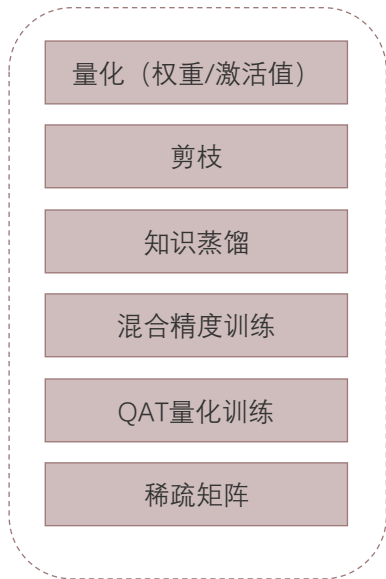 量化（权重/激活值）
剪枝
知识蒸馏
混合精度训练
QAT量化训练
稀疏矩阵